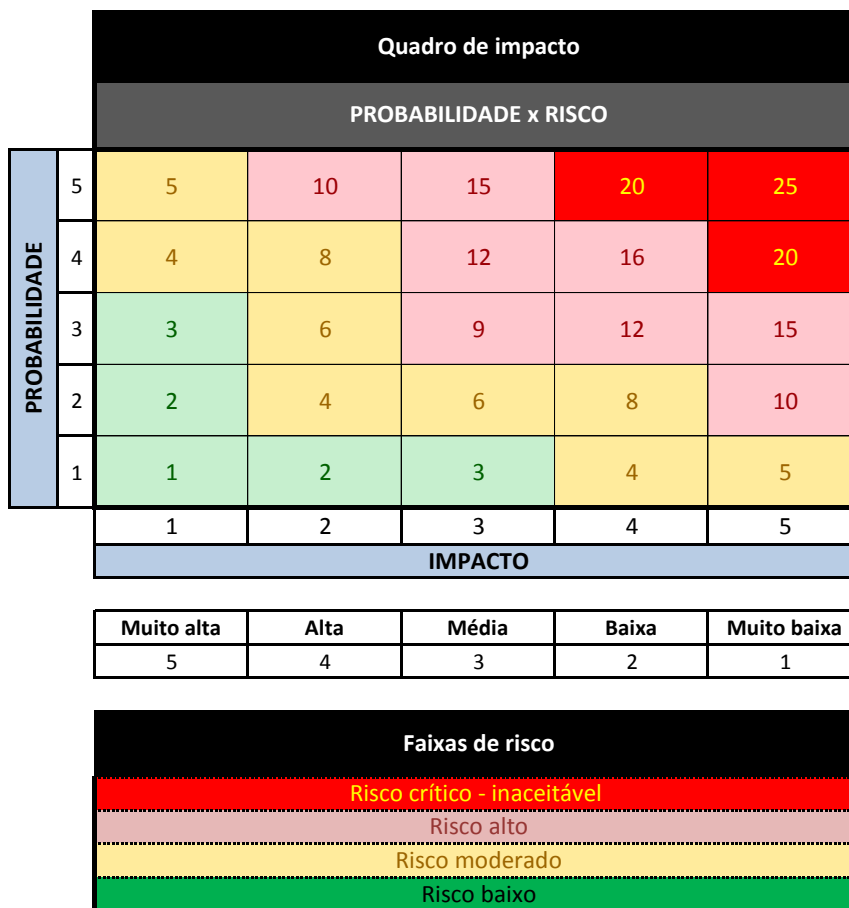 Quadro de impacto
PROBABILIDADE x RISCO
PROBABILIDADE
5 5 10 15 20 25
4 4 8 12 16 20
3 3 6 9 12 15
2 2 4 6 8 10
1 1 2 3 4 5
1 2 3 4 5
IMPACTO
Muito alta Alta Média Baixa Muito baixa
5 4 3 2 1
Faixas de risco
Risco crítico - inaceitável
Risco alto
Risco moderado
Risco baixo